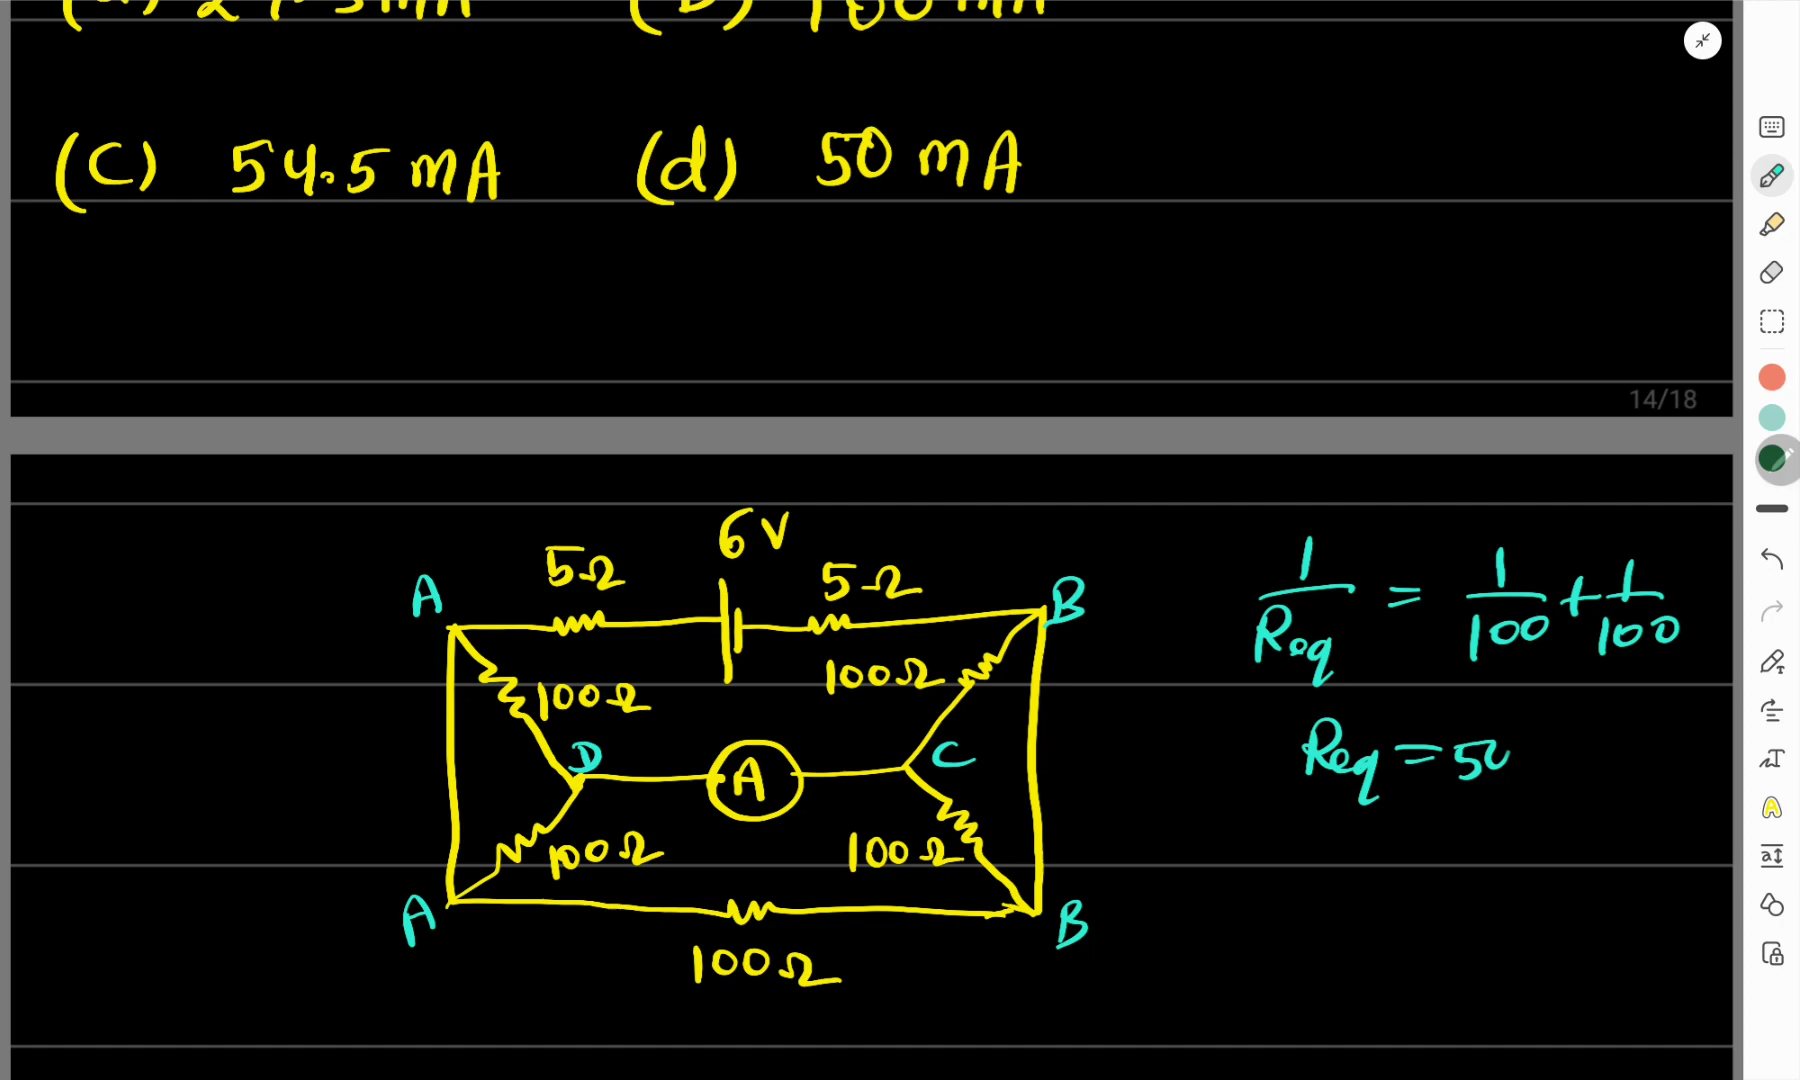 (C) 54.5 mA (d) 50 mA
14/18
6V
5Ω 5Ω
A B
100Ω 100Ω
D A C
100Ω 100Ω
A B
100Ω
1/Req = 1/100 + 1/100
Req = 50